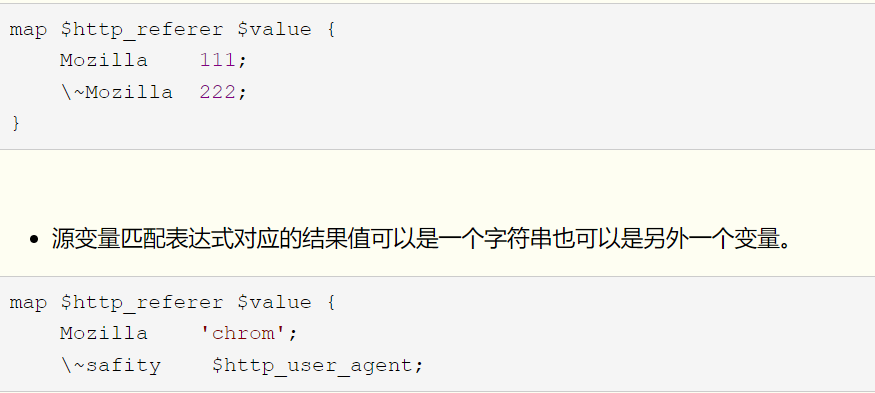 map $http_referer $value {
    Mozilla    111;
    \~Mozilla  222;
}
• 源变量匹配表达式对应的结果值可以是一个字符串也可以是另外一个变量。
map $http_referer $value {
    Mozilla    'chrom';
    \~safity    $http_user_agent;